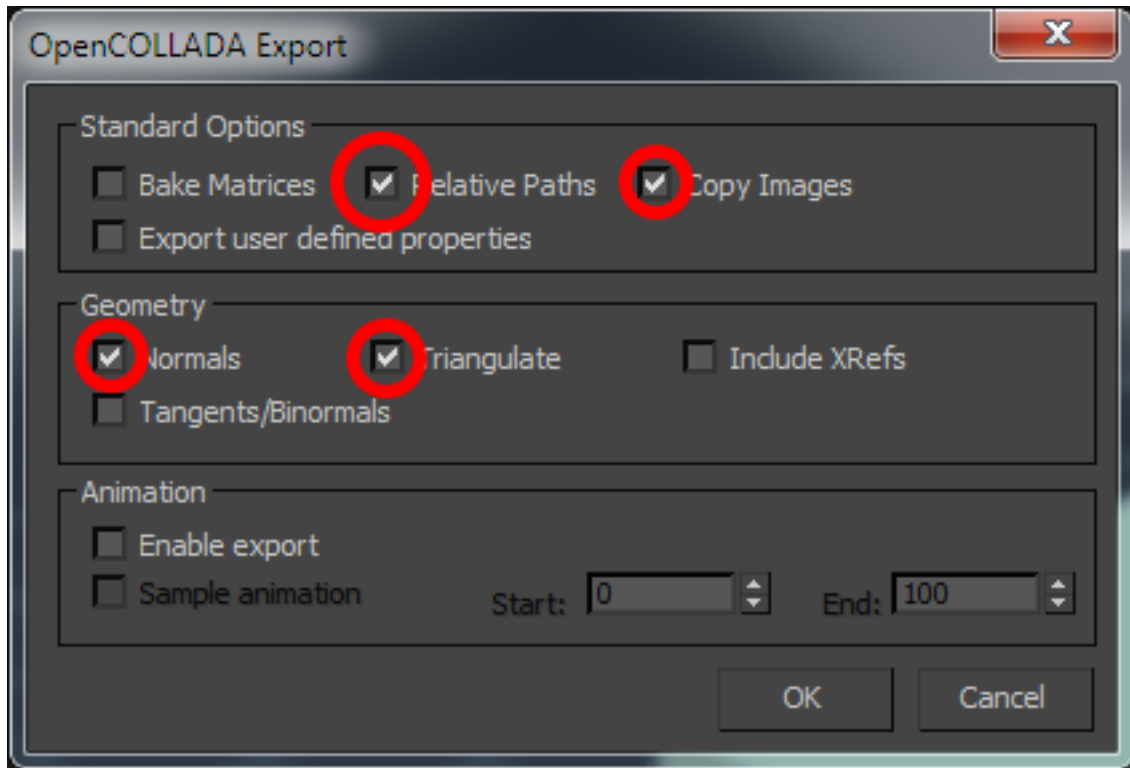 OpenCOLLADA Export
Standard Options
Bake Matrices Relative Paths Copy Images
Export user defined properties
Geometry
Normals Triangulate Include XRefs
Tangents/Binormals
Animation
Enable export
Sample animation Start: 0 End: 100
OK Cancel